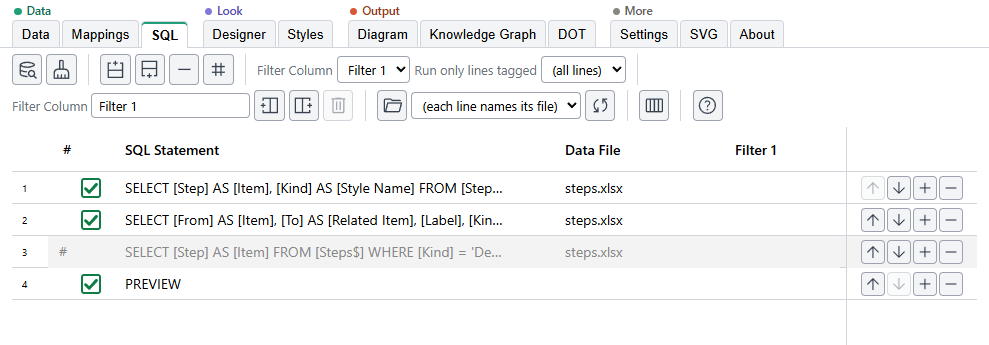 Data Look Output More
Data Mappings SQL Designer Styles Diagram Knowledge Graph DOT Settings SVG About
Filter Column Filter 1 Run only lines tagged (all lines)
Filter Column Filter 1 (each line names its file)
# SQL Statement Data File Filter 1
1 SELECT [Step] AS [Item], [Kind] AS [Style Name] FROM [Step... steps.xlsx
2 SELECT [From] AS [Item], [To] AS [Related Item], [Label], [Kin... steps.xlsx
3 # SELECT [Step] AS [Item] FROM [Steps$] WHERE [Kind] = 'De... steps.xlsx
4 PREVIEW